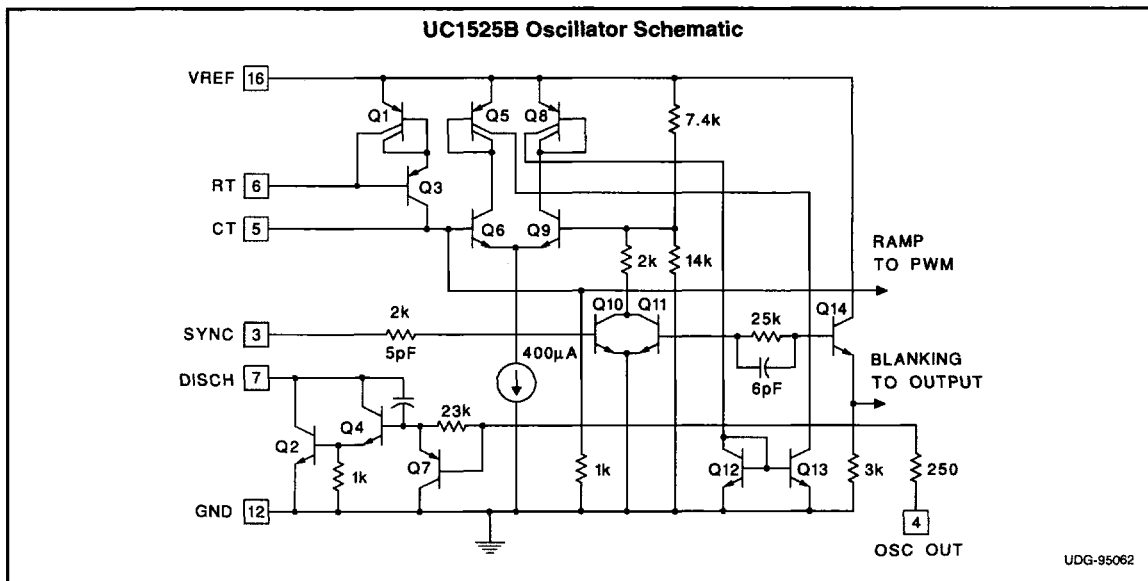 UC1525B Oscillator Schematic
VREF 16
Q1
Q5
Q8
7.4k
RT 6
Q3
CT 5
Q6
Q9
2k
14k
RAMP
TO PWM
Q10
Q11
Q14
SYNC 3
2k
25k
5pF
400µA
6pF
BLANKING
TO OUTPUT
DISCH 7
23k
Q4
Q2
1k
Q7
1k
Q12
Q13
3k
250
GND 12
4
OSC OUT
UDG-95062